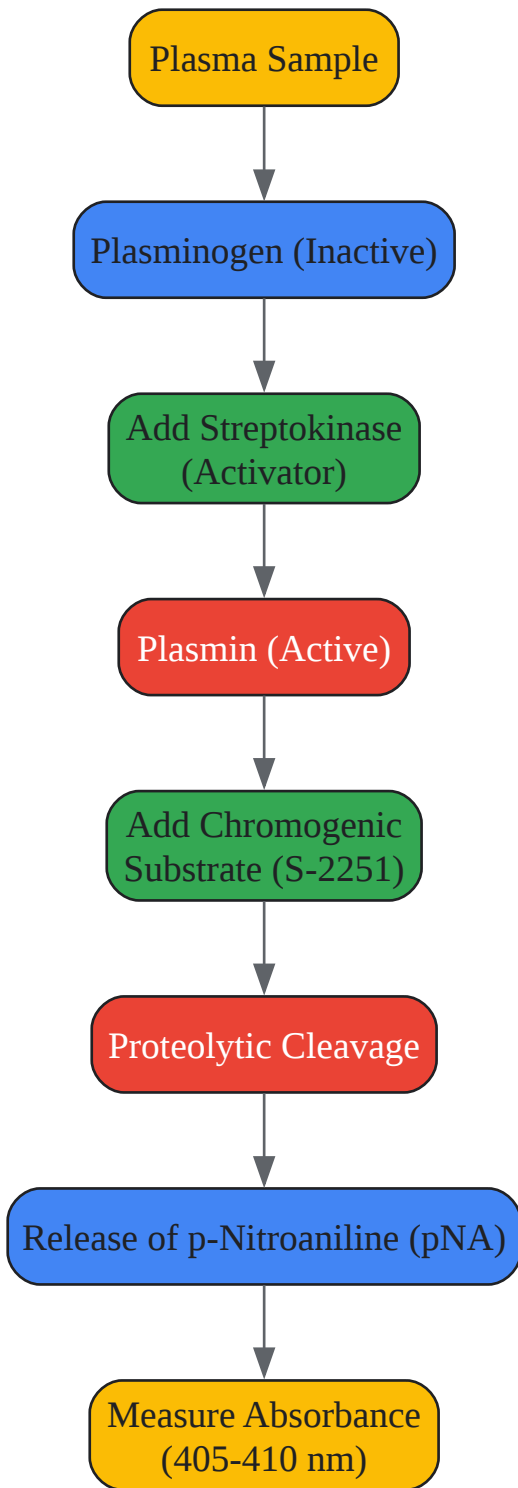 Plasma Sample
Plasminogen (Inactive)
Add Streptokinase
(Activator)
Plasmin (Active)
Add Chromogenic
Substrate (S-2251)
Proteolytic Cleavage
Release of p-Nitroaniline (pNA)
Measure Absorbance
(405-410 nm)